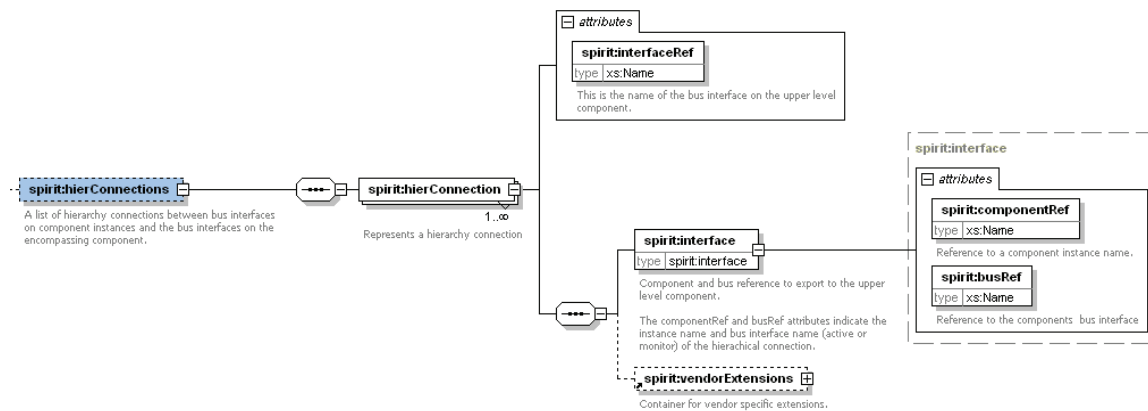 attributes
spirit:interfaceRef
type xs:Name
This is the name of the bus interface on the upper level
component.
spirit:hierConnections
A list of hierarchy connections between bus interfaces
on component instances and the bus interfaces on the
encompassing component.
spirit:hierConnection
1..∞
Represents a hierarchy connection
spirit:interface
type spirit:interface
Component and bus reference to export to the upper
level component.
The componentRef and busRef attributes indicate the
instance name and bus interface name (active or
monitor) of the hierachical connection.
spirit:vendorExtensions
Container for vendor specific extensions.
spirit:interface
attributes
spirit:componentRef
type xs:Name
Reference to a component instance name.
spirit:busRef
type xs:Name
Reference to the components bus interface